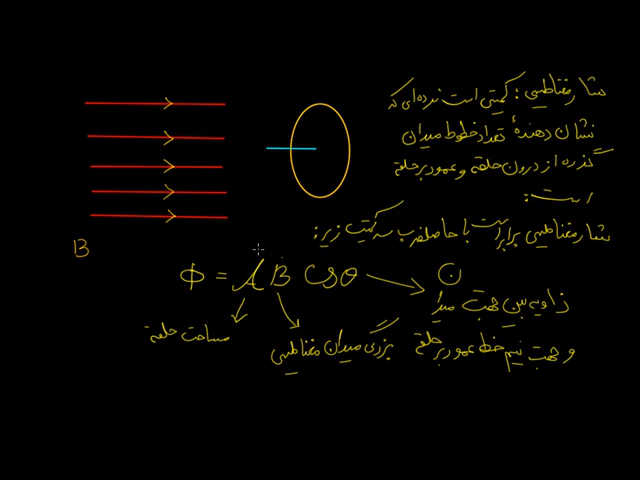 شار مغناطیسی؛ کمیتی است نرده‌ای که
نشان دهندهٔ تعداد خطوط میدان
گذرنده از درون حلقه و عمود بر حلقه
است:
شار مغناطیسی برابر است با حاصلضرب سه کمیت زیر:
B
Φ = A B cosθ
ن
زاویه بین جهت میدا
و جهت نیم خط عمود بر حلقه
بزرگی میدان مغناطیسی
مساحت حلقه